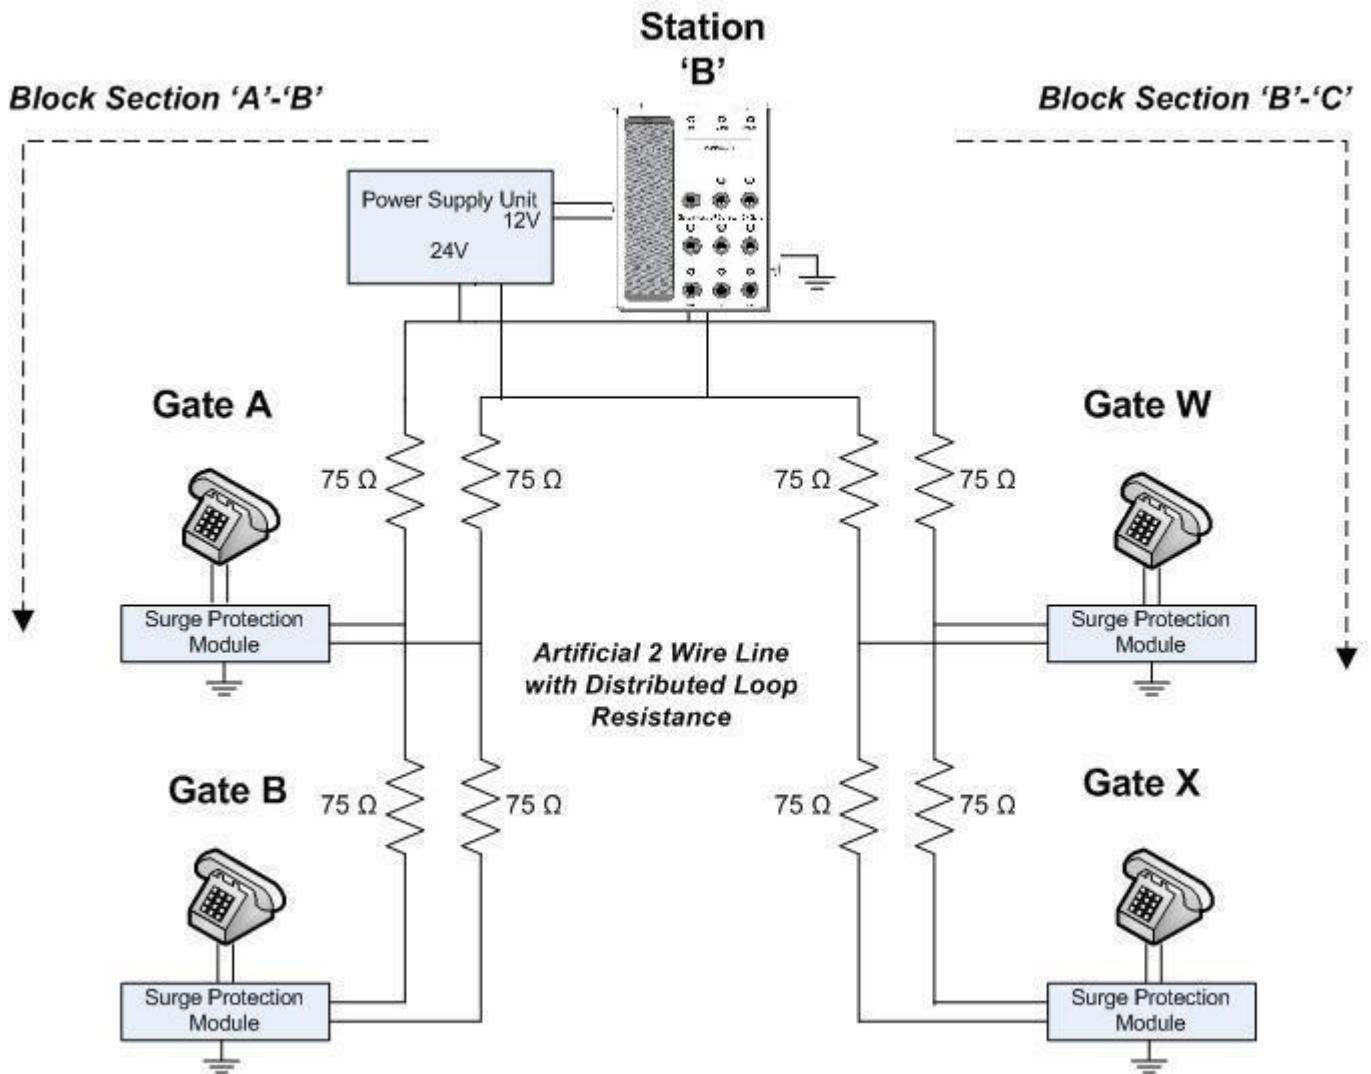 Station
‘B’
Block Section ‘A’-‘B’
Block Section ‘B’-‘C’
Power Supply Unit
12V
24V
Gate A
Gate W
75 Ω
75 Ω
75 Ω
75 Ω
Surge Protection
Module
Surge Protection
Module
Artificial 2 Wire Line
with Distributed Loop
Resistance
Gate B
Gate X
75 Ω
75 Ω
75 Ω
75 Ω
Surge Protection
Module
Surge Protection
Module